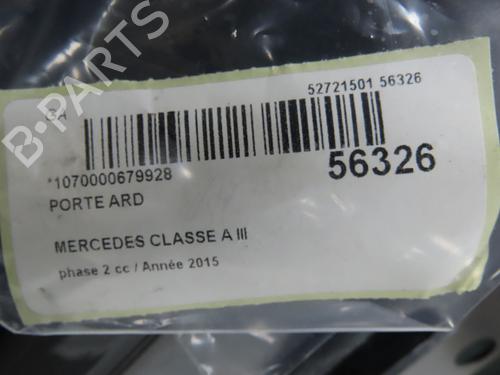 52721501 56326
*1070000679928
56326
PORTE ARD
MERCEDES CLASSE A III
phase 2 cc / Année 2015
B-PARTS